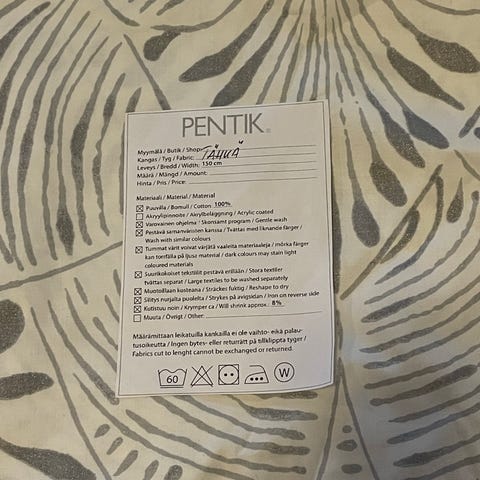 PENTIK®
Myymälä / Butik / Shop:
Kangas / Tyg / Fabric: TÄHKÄ
Leveys / Bredd / Width: 150 cm
Määrä / Mängd / Amount:
Hinta / Pris / Price:
Materiaali / Material / Material
☒ Puuvilla / Bomull / Cotton 100%
☐ Akryylipinnoite / Akrylbeläggning / Acrylic coated
☒ Varovainen ohjelma / Skonsamt program / Gentle wash
☒ Pestävä samanväristen kanssa / Tvättas med liknande färger /
Wash with similar colours
☒ Tummat värit voivat värjätä vaaleita materiaaleja / mörka färger
kan tornfälla på ljusa material / dark colours may stain light
coloured materials
☒ Suurikokoiset tekstiilit pestävä erillään / Stora textiler
tvättas separat / Large textiles to be washed separately
☒ Muotoillaan kosteana / Sträckes fuktig / Reshape to dry
☒ Silitys nurjalta puolelta / Strykes på avigsidan / Iron on reverse side
☒ Kutistuu noin / Krymper ca / Will shrink approx. 8%
☐ Muuta / Övrigt / Other:
Määrämittaan leikatuilla kankailla ei ole vaihto- eikä palau-
tusoikeutta / Ingen bytes- eller returrätt på tillklippta tyger /
Fabrics cut to lenght cannot be exchanged or returned.
60 W